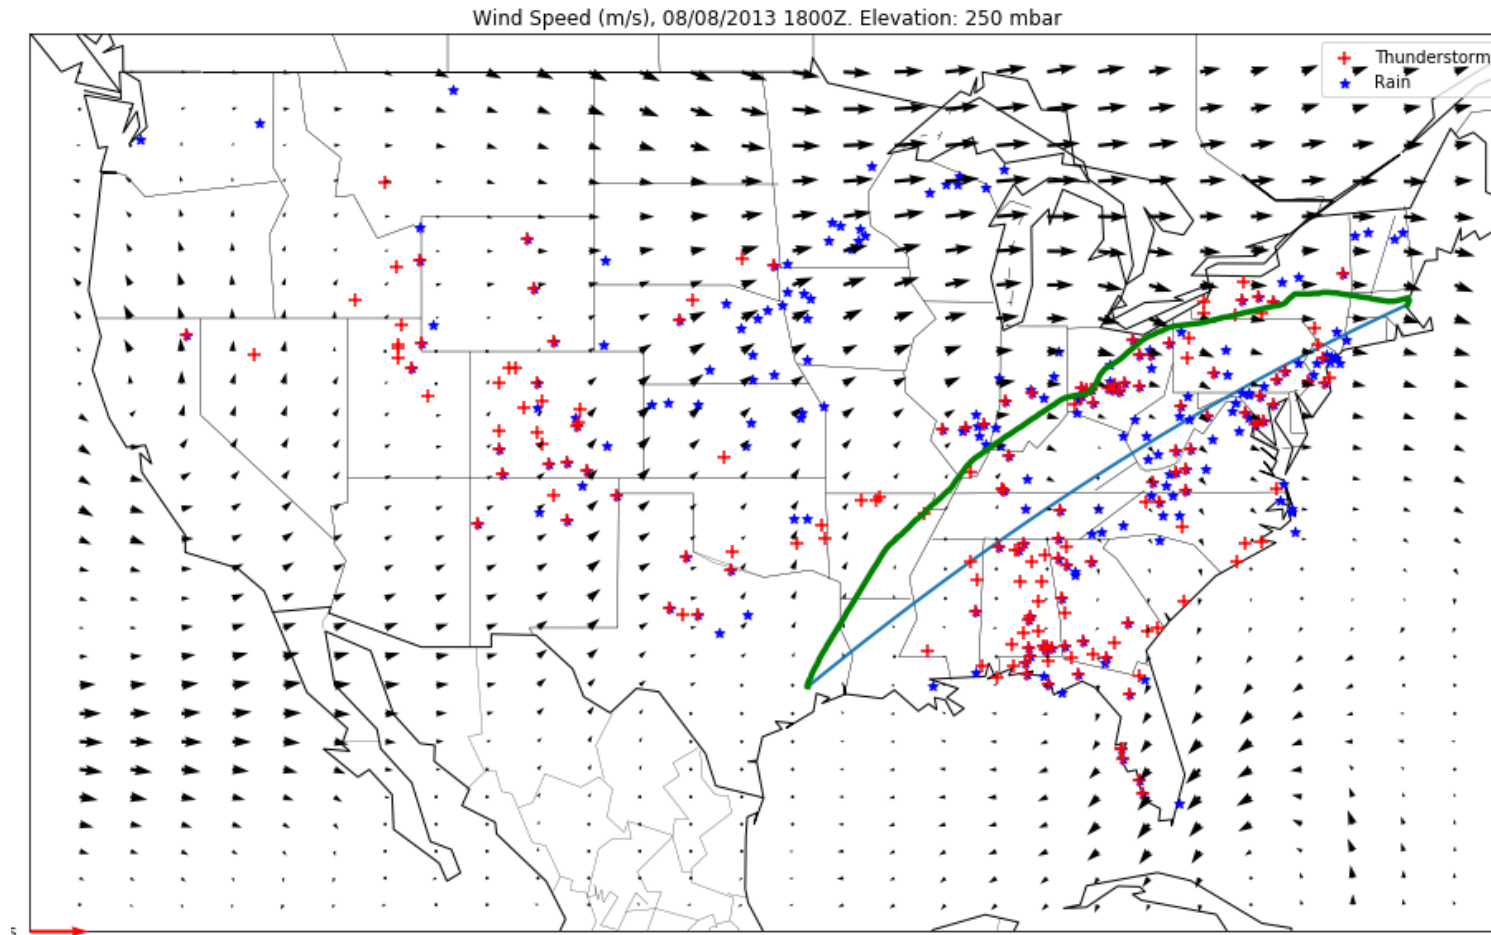 Wind Speed (m/s), 08/08/2013 1800Z. Elevation: 250 mbar
Thunderstorm
Rain